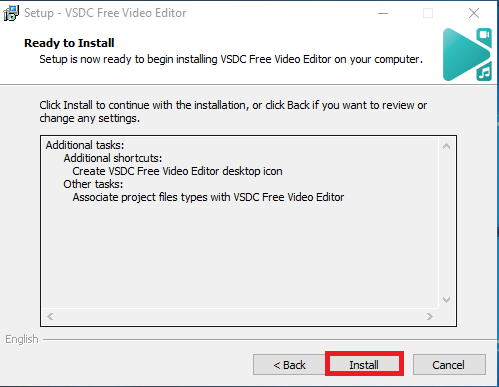 Setup - VSDC Free Video Editor
Ready to Install
Setup is now ready to begin installing VSDC Free Video Editor on your computer.
Click Install to continue with the installation, or click Back if you want to review or
change any settings.
Additional tasks:
Additional shortcuts:
Create VSDC Free Video Editor desktop icon
Other tasks:
Associate project files types with VSDC Free Video Editor
English
< Back
Install
Cancel